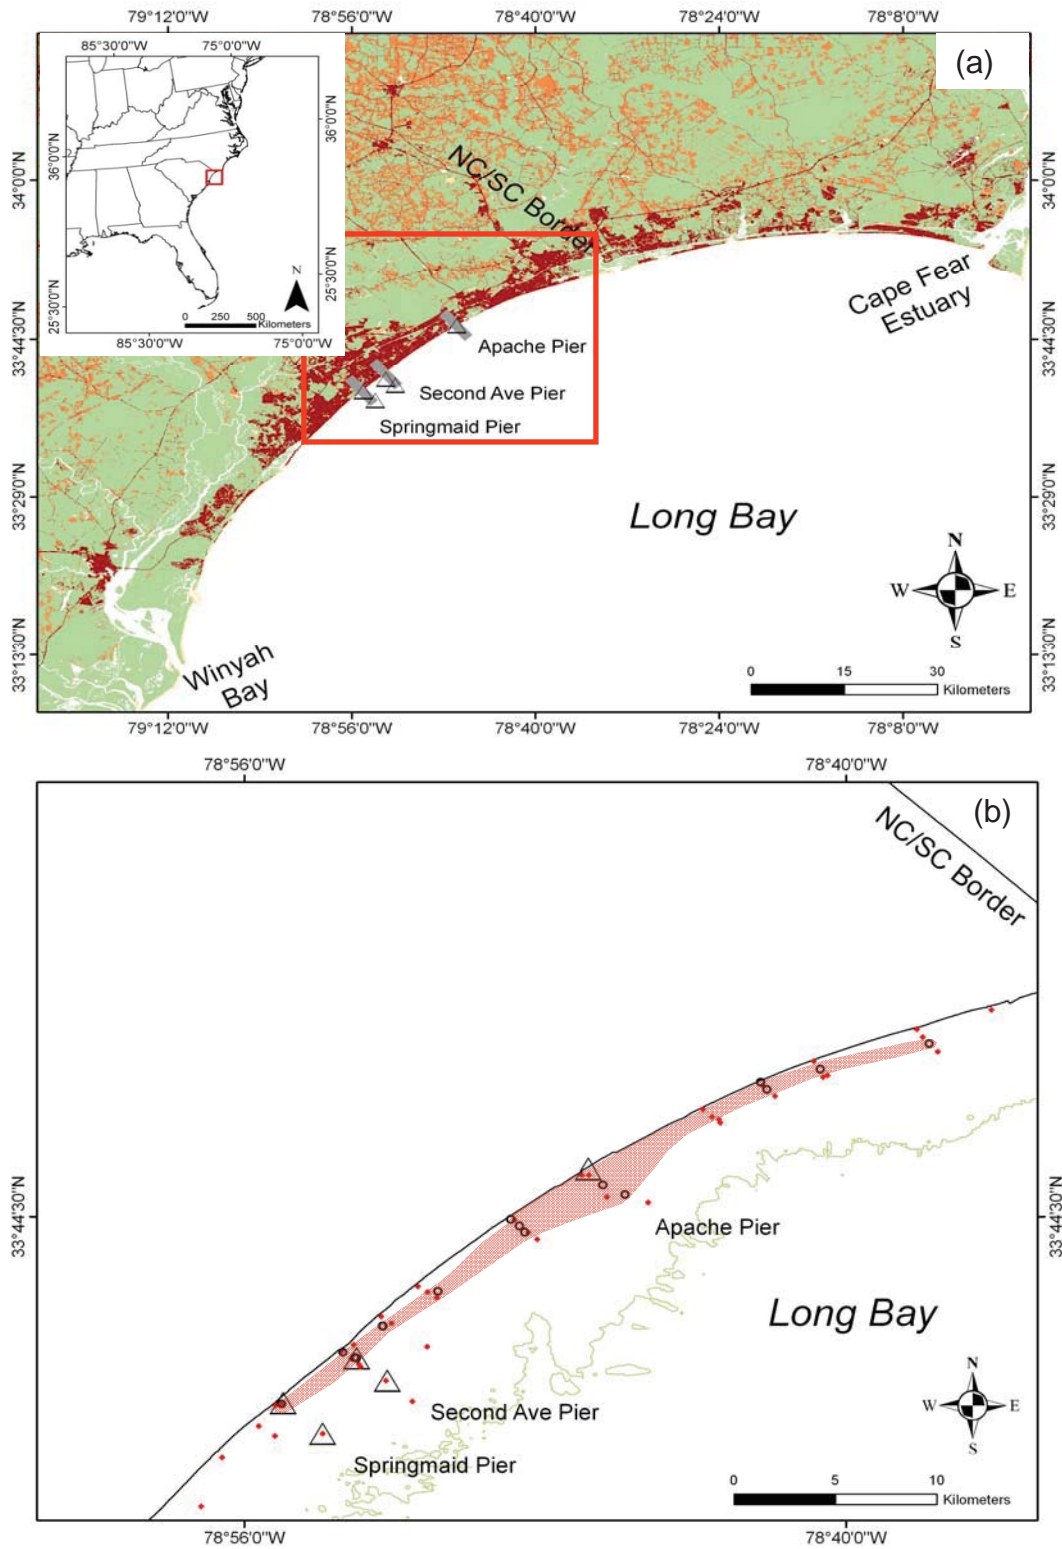 79°12'0"W 78°56'0"W 78°40'0"W 78°24'0"W 78°8'0"W
(a)
85°30'0"W 75°0'0"W
36°0'0"N
36°0'0"N
25°30'0"N
25°30'0"N
N
0 250 500
Kilometers
85°30'0"W 75°0'0"W
34°0'0"N
34°0'0"N
NC/SC Border
Cape Fear
Estuary
33°44'30"N
33°44'30"N
Apache Pier
Second Ave Pier
Springmaid Pier
33°29'0"N
33°29'0"N
Long Bay
N
W E
S
33°13'30"N
33°13'30"N
Winyah
Bay
0 15 30
Kilometers
79°12'0"W 78°56'0"W 78°40'0"W 78°24'0"W 78°8'0"W
78°56'0"W 78°40'0"W
(b)
NC/SC Border
33°44'30"N
33°44'30"N
Apache Pier
Long Bay
Second Ave Pier
Springmaid Pier
N
W E
S
0 5 10
Kilometers
78°56'0"W 78°40'0"W